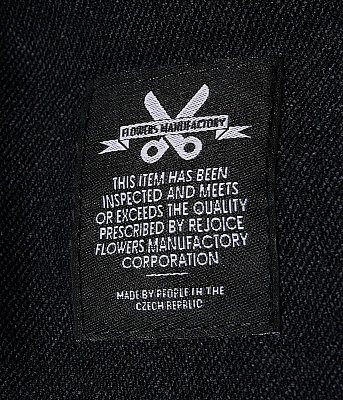 FLOWERS MANUFACTORY
THIS ITEM HAS BEEN
INSPECTED AND MEETS
OR EXCEEDS THE QUALITY
PRESCRIBED BY REJOICE
FLOWERS MANUFACTORY
CORPORATION
MADE BY PEOPLE IN THE
CZECH REPBLIC